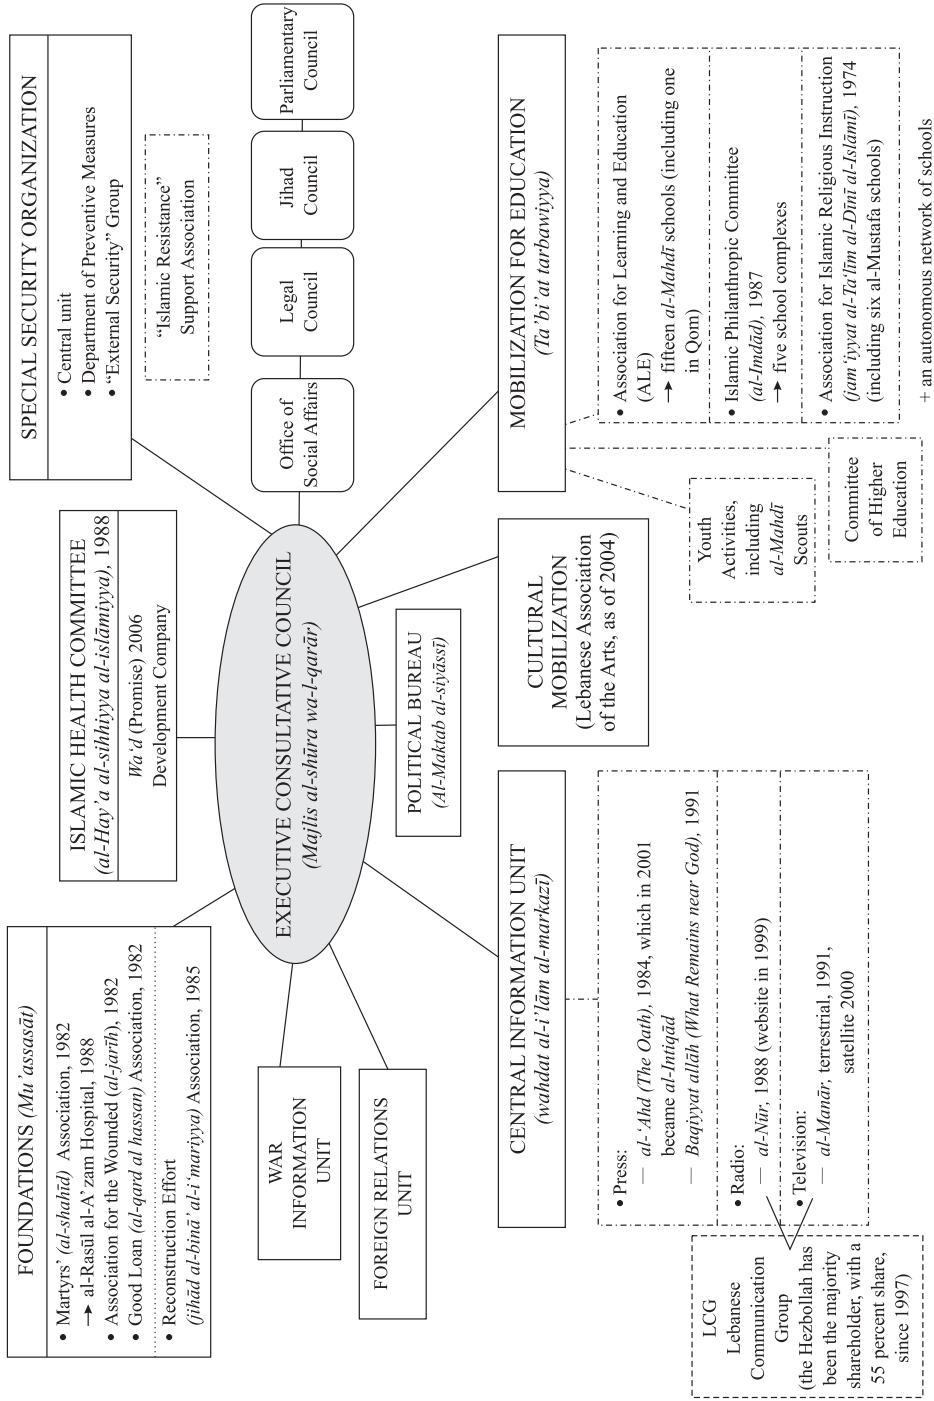 FOUNDATIONS (Mu’assasāt)
• Martyrs’ (al-shahīd) Association, 1982
→ al-Rasūl al-A’zam Hospital, 1988
• Association for the Wounded (al-jarīh), 1982
• Good Loan (al-qard al hassan) Association, 1982
• Reconstruction Effort
(jihād al-binā’ al-i‘mariyya) Association, 1985
ISLAMIC HEALTH COMMITTEE
(al-Hay’a al-sihhiyya al-islāmiyya), 1988
Wa‘d (Promise) 2006
Development Company
SPECIAL SECURITY ORGANIZATION
• Central unit
• Department of Preventive Measures
• “External Security” Group
“Islamic Resistance”
Support Association
WAR
INFORMATION
UNIT
FOREIGN RELATIONS
UNIT
EXECUTIVE CONSULTATIVE COUNCIL
(Majlis al-shūra wa-l-qarār)
Office of
Social Affairs
Legal
Council
Jihad
Council
Parliamentary
Council
POLITICAL BUREAU
(Al-Maktab al-siyāssī)
CENTRAL INFORMATION UNIT
(wahdat al-i’lām al-markazī)
• Press:
— al-‘Ahd (The Oath), 1984, which in 2001
became al-Intiqād
— Baqiyyat allāh (What Remains near God), 1991
• Radio:
— al-Nūr, 1988 (website in 1999)
• Television:
— al-Manār, terrestrial, 1991,
satellite 2000
LCG
Lebanese
Communication
Group
(the Hezbollah has
been the majority
shareholder, with a
55 percent share,
since 1997)
CULTURAL
MOBILIZATION
(Lebanese Association
of the Arts, as of 2004)
MOBILIZATION FOR EDUCATION
(Ta’bi’at tarbawiyya)
Youth
Activities,
including
al-Mahdī
Scouts
Committee
of Higher
Education
• Association for Learning and Education
(ALE)
→ fifteen al-Mahdī schools (including one
in Qom)
• Islamic Philanthropic Committee
(al-Imdād), 1987
→ five school complexes
• Association for Islamic Religious Instruction
(jam‘iyyat al-Ta‘līm al-Dīnī al-Islāmī), 1974
(including six al-Mustafa schools)
+ an autonomous network of schools